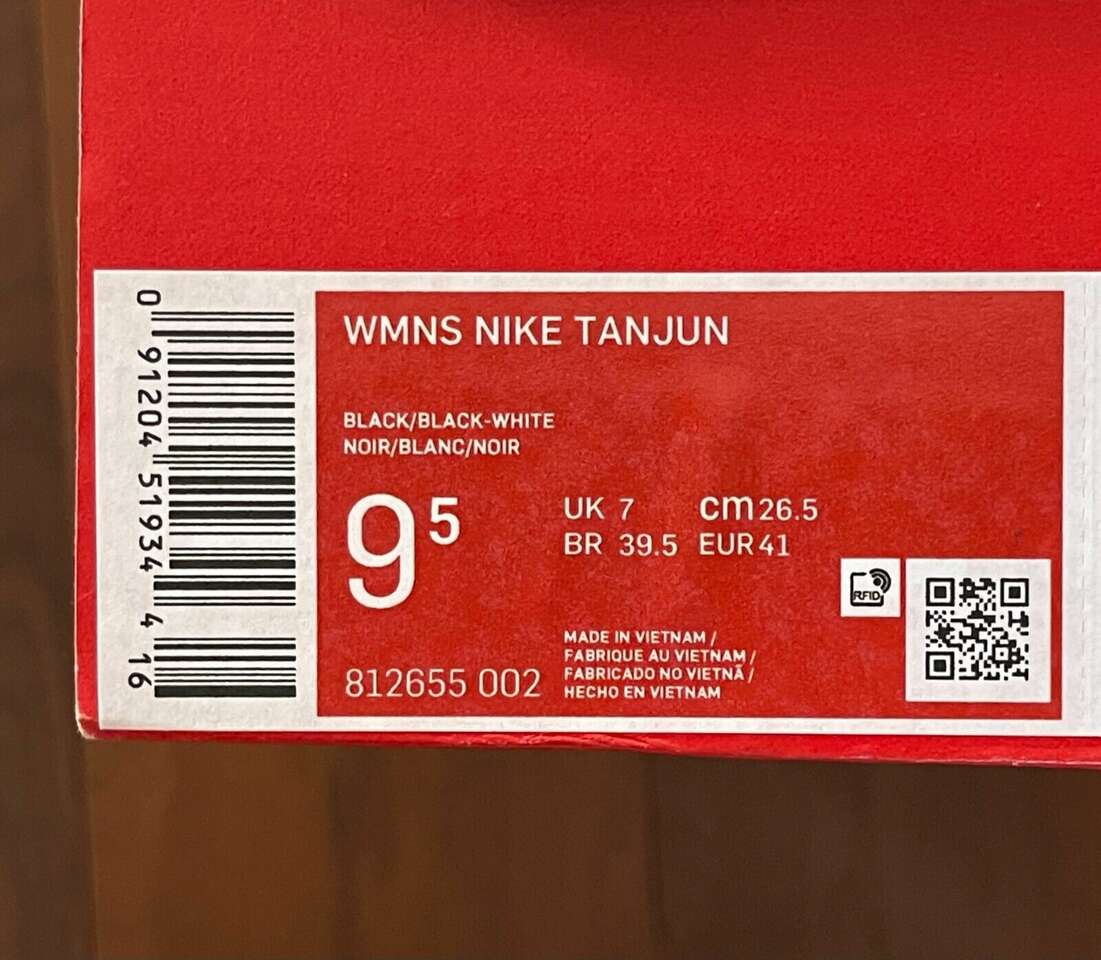 0 91204 51934 4 16
WMNS NIKE TANJUN
BLACK/BLACK-WHITE
NOIR/BLANC/NOIR
9 5
UK 7 cm 26.5
BR 39.5 EUR 41
RFID
812655 002
MADE IN VIETNAM /
FABRIQUE AU VIETNAM /
FABRICADO NO VIETNÃ /
HECHO EN VIETNAM